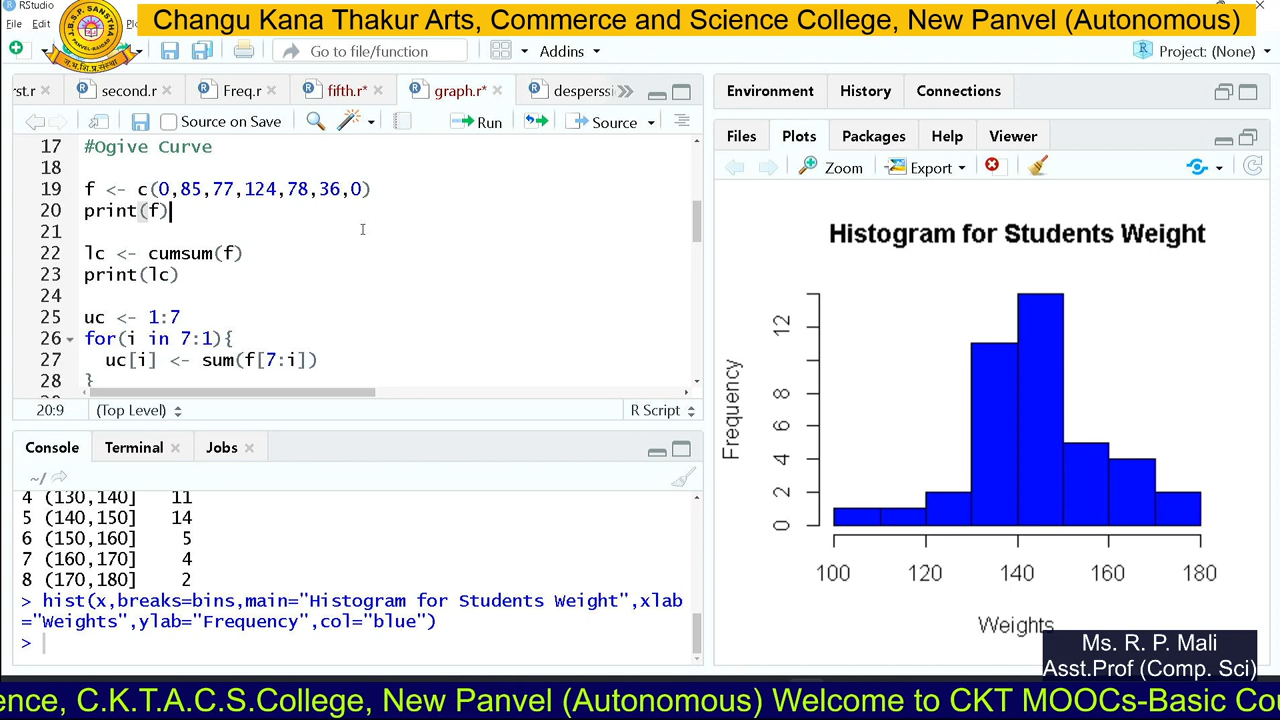 RStudio
Changu Kana Thakur Arts, Commerce and Science College, New Panvel (Autonomous)
File Edit
Go to file/function
Addins
Project: (None)
rst.r
second.r
Freq.r
fifth.r*
graph.r*
desperssi
Source on Save
Run
Source
17 #Ogive Curve
18
19 f <- c(0,85,77,124,78,36,0)
20 print(f)
21
22 lc <- cumsum(f)
23 print(lc)
24
25 uc <- 1:7
26 for(i in 7:1){
27 uc[i] <- sum(f[7:i])
28 }
20:9 (Top Level) R Script
Console Terminal Jobs
~/
4 (130,140] 11
5 (140,150] 14
6 (150,160] 5
7 (160,170] 4
8 (170,180] 2
> hist(x,breaks=bins,main="Histogram for Students Weight",xlab
="Weights",ylab="Frequency",col="blue")
>
Environment History Connections
Files Plots Packages Help Viewer
Zoom Export
Histogram for Students Weight
Frequency
12
8
6
4
2
0
100 120 140 160 180
Weights
Ms. R. P. Mali
Asst.Prof (Comp. Sci)
ence, C.K.T.A.C.S.College, New Panvel (Autonomous) Welcome to CKT MOOCs-Basic Cou